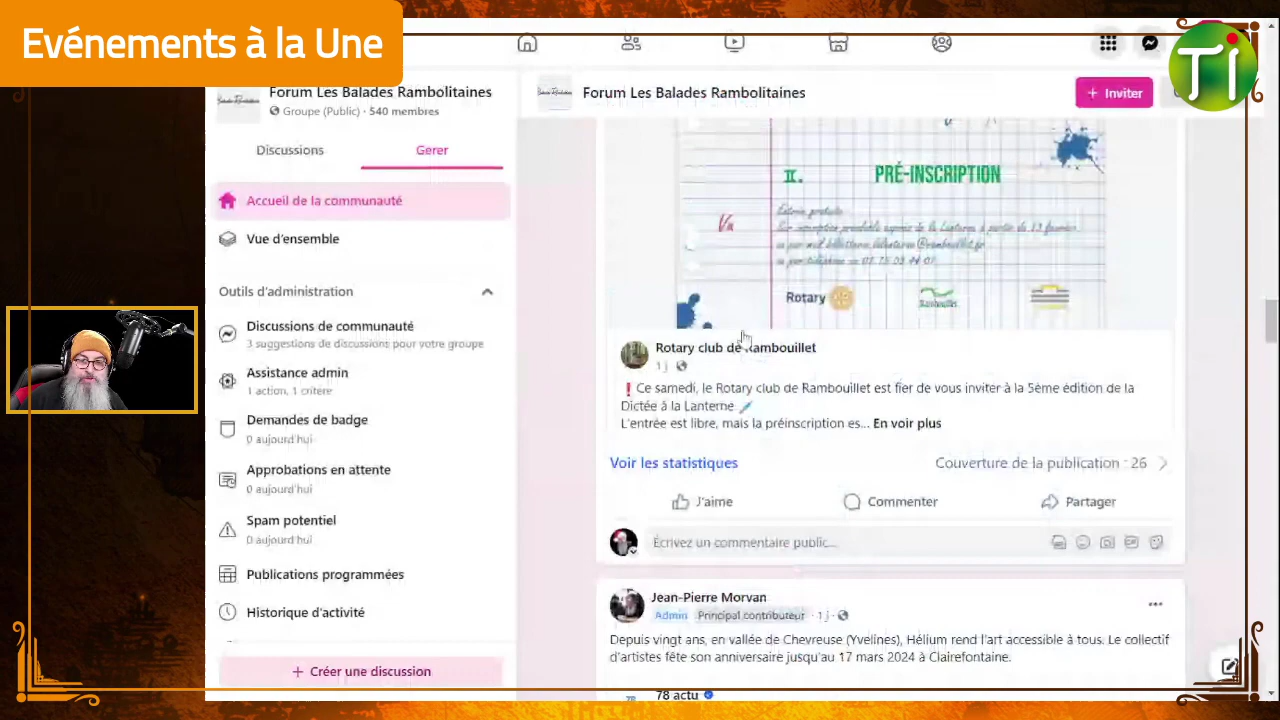 Evénements à la Une
Ti
Forum Les Balades Rambolitaines
Groupe (Public) · 540 membres
Discussions
Gerer
Accueil de la communauté
Vue d'ensemble
Outils d'administration
Discussions de communauté
3 suggestions de discussions pour votre groupe
Assistance admin
1 action, 1 critère
Demandes de badge
0 aujourd'hui
Approbations en attente
0 aujourd'hui
Spam potentiel
0 aujourd'hui
Publications programmées
Historique d'activité
+ Créer une discussion
Forum Les Balades Rambolitaines
+ Inviter
II. PRÉ-INSCRIPTION
Rotary
Rambouillet
Rotary club de Rambouillet
1 j
❗Ce samedi, le Rotary club de Rambouillet est fier de vous inviter à la 5ème édition de la
Dictée à la Lanterne
L'entrée est libre, mais la préinscription es... En voir plus
Voir les statistiques
Couverture de la publication : 26
J'aime
Commenter
Partager
Écrivez un commentaire public...
Jean-Pierre Morvan
Admin Principal contributeur · 1 j ·
Depuis vingt ans, en vallée de Chevreuse (Yvelines), Hélium rend l'art accessible à tous. Le collectif
d'artistes fête son anniversaire jusqu'au 17 mars 2024 à Clairefontaine.
78 actu